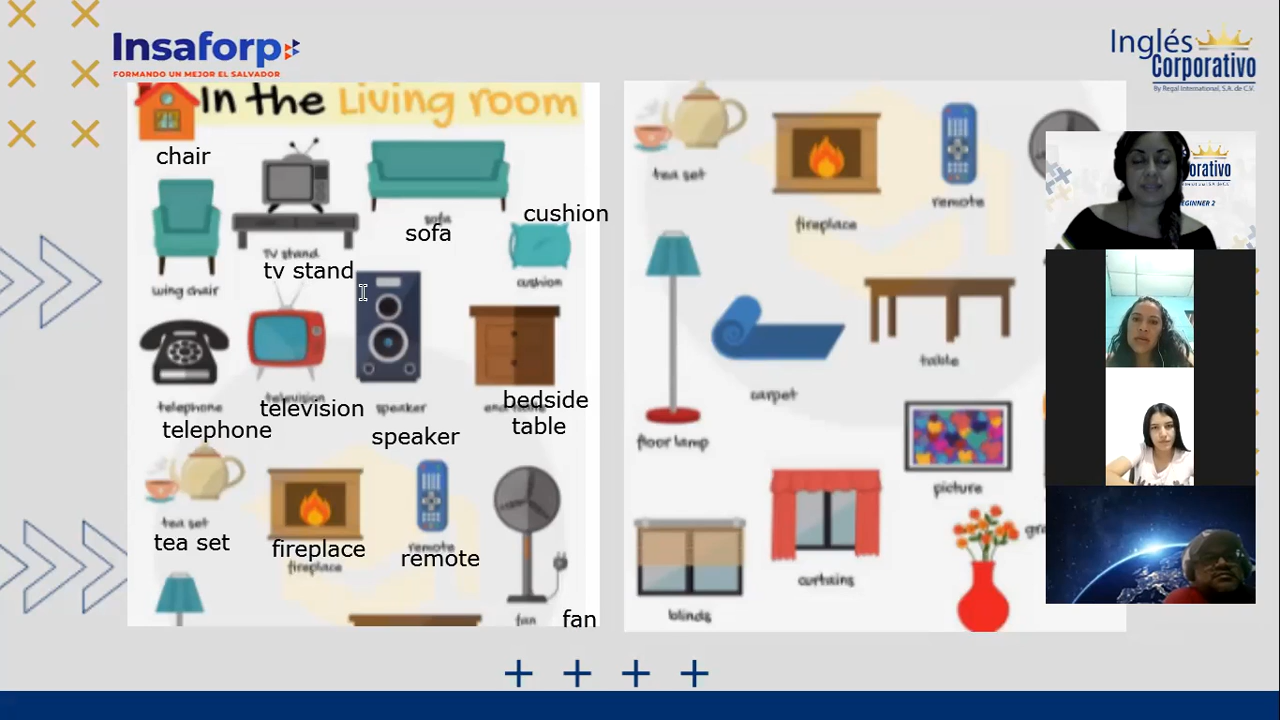 Insaforp
FORMANDO UN MEJOR EL SALVADOR
Inglés
Corporativo
By Regal International, S.A. de C.V.
In the Living room
chair
sofa
sofa
cushion
cushion
TV stand
tv stand
wing chair
telephone
telephone
television
television
speaker
speaker
bedside
table
tea set
tea set
fireplace
fireplace
remote
remote
fan
fan
tea set
fireplace
remote
floor lamp
carpet
table
picture
blinds
curtains
porativo
EGINNER 2